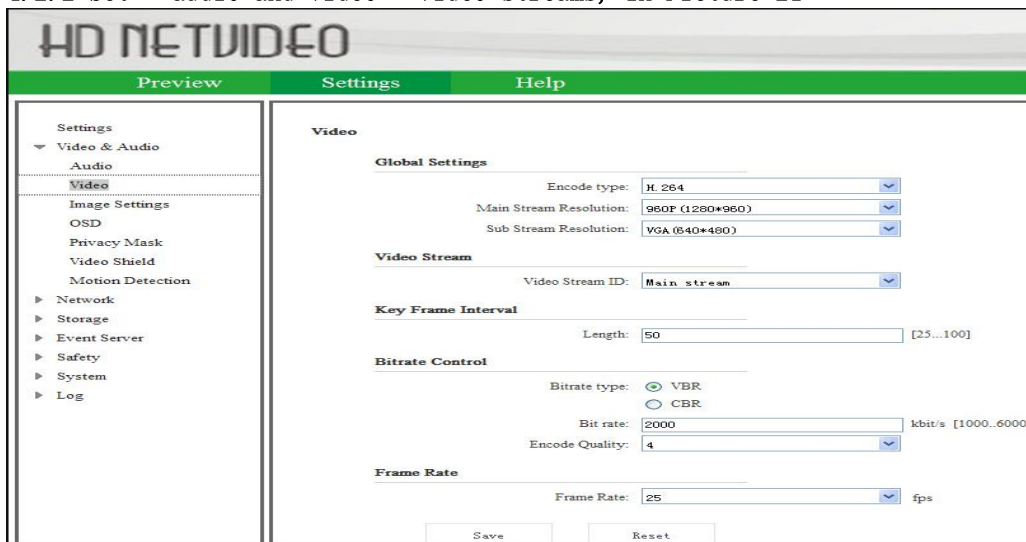 HD NETVIDEO
Preview Settings Help
Settings
Video & Audio
Audio
Video
Image Settings
OSD
Privacy Mask
Video Shield
Motion Detection
Network
Storage
Event Server
Safety
System
Log
Video
Global Settings
Encode type: H.264
Main Stream Resolution: 960P(1280*960)
Sub Stream Resolution: VGA(640*480)
Video Stream
Video Stream ID: Main stream
Key Frame Interval
Length: 50 [25...100]
Bitrate Control
Bitrate type: VBR
CBR
Bit rate: 2000 kbit/s [1000..6000
Encode Quality: 4
Frame Rate
Frame Rate: 25 fps
Save Reset